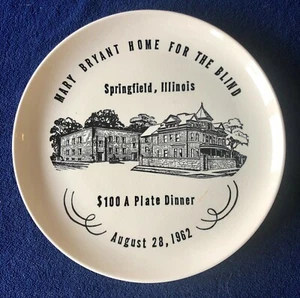 MARY BRYANT HOME FOR THE BLIND
Springfield, Illinois
$100 A Plate Dinner
August 28, 1962